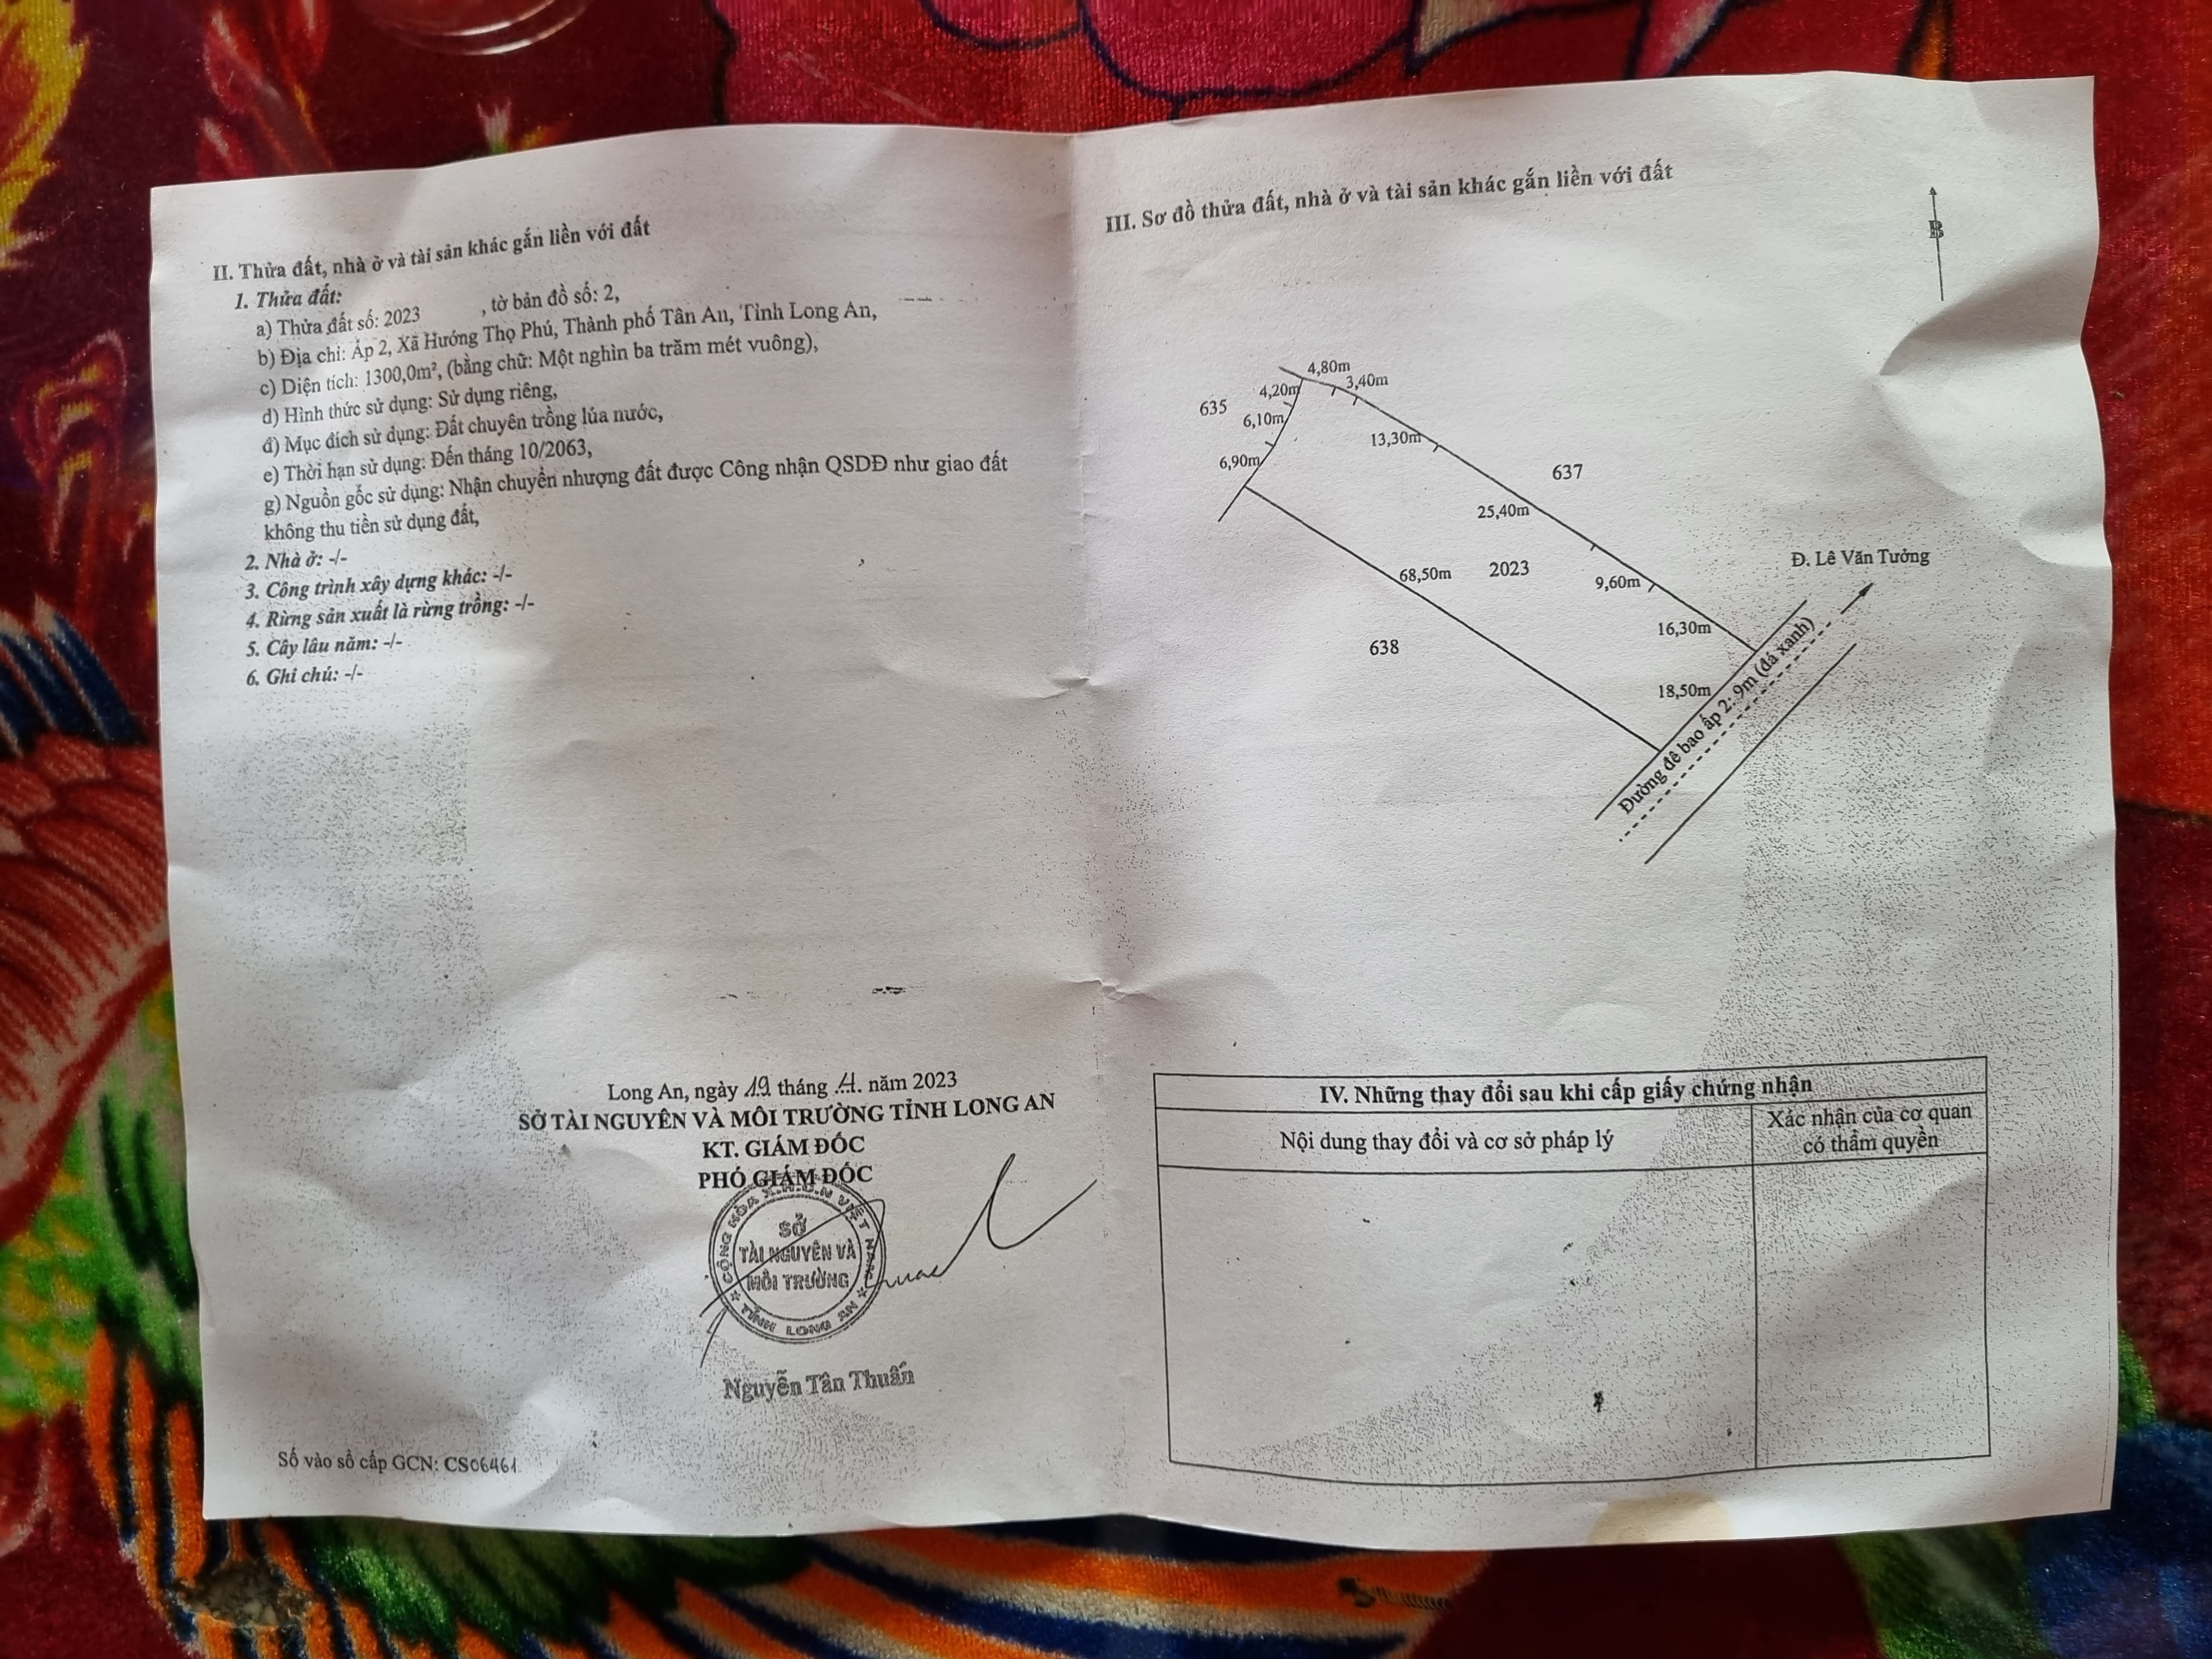 II. Thửa đất, nhà ở và tài sản khác gắn liền với đất
1. Thửa đất:
a) Thửa đất số: 2023 , tờ bản đồ số: 2,
b) Địa chỉ: Ấp 2, Xã Hướng Thọ Phú, Thành phố Tân An, Tỉnh Long An,
c) Diện tích: 1300,0m², (bằng chữ: Một nghìn ba trăm mét vuông),
d) Hình thức sử dụng: Sử dụng riêng,
đ) Mục đích sử dụng: Đất chuyên trồng lúa nước,
e) Thời hạn sử dụng: Đến tháng 10/2063,
g) Nguồn gốc sử dụng: Nhận chuyển nhượng đất được Công nhận QSDĐ như giao đất
không thu tiền sử dụng đất,
2. Nhà ở: -/-
3. Công trình xây dựng khác: -/-
4. Rừng sản xuất là rừng trồng: -/-
5. Cây lâu năm: -/-
6. Ghi chú: -/-
Long An, ngày 19 tháng 4. năm 2023
SỞ TÀI NGUYÊN VÀ MÔI TRƯỜNG TỈNH LONG AN
KT. GIÁM ĐỐC
PHÓ GIÁM ĐỐC
CỘNG HÒA X.H.C.N VIỆT NAM
SỞ
TÀI NGUYÊN VÀ
MÔI TRƯỜNG
TỈNH LONG AN
Nguyễn Tân Thuấn
Số vào sổ cấp GCN: CS06461
III. Sơ đồ thửa đất, nhà ở và tài sản khác gắn liền với đất
B
4,80m
3,40m
4,20m
635
6,10m
13,30m
6,90m
637
25,40m
Đ. Lê Văn Tưởng
68,50m
2023
9,60m
16,30m
638
18,50m
Đường đê bao ấp 2: 9m (đá xanh)
IV. Những thay đổi sau khi cấp giấy chứng nhận
Nội dung thay đổi và cơ sở pháp lý
Xác nhận của cơ quan
có thẩm quyền